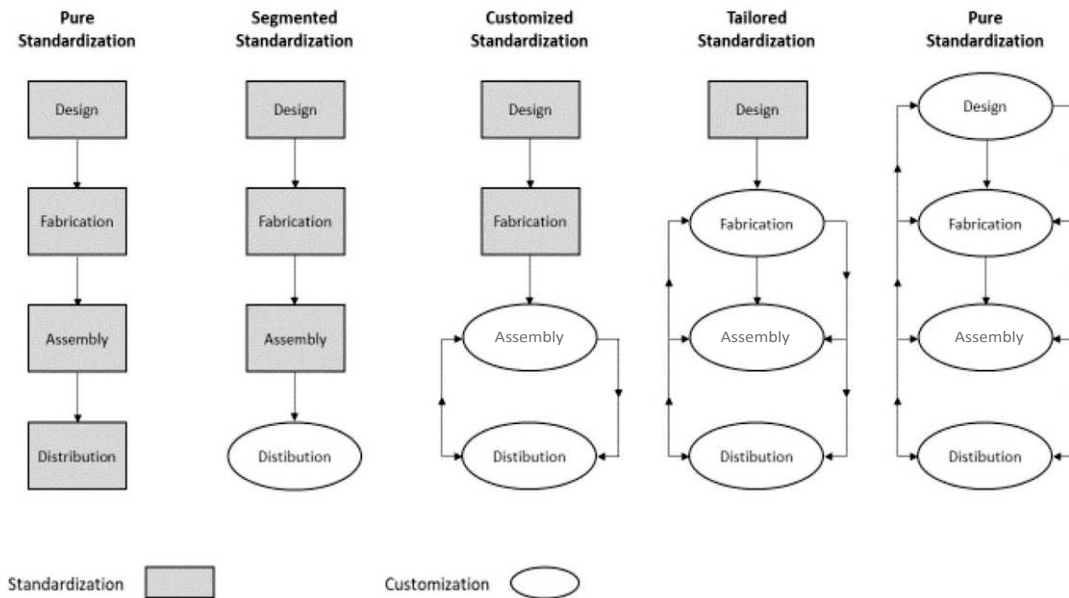 Pure
Standardization
Segmented
Standardization
Customized
Standardization
Tailored
Standardization
Pure
Standardization
Design
Design
Design
Design
Design
Fabrication
Fabrication
Fabrication
Fabrication
Fabrication
Assembly
Assembly
Assembly
Assembly
Assembly
Distribution
Distibution
Distibution
Distibution
Distibution
Standardization
Customization